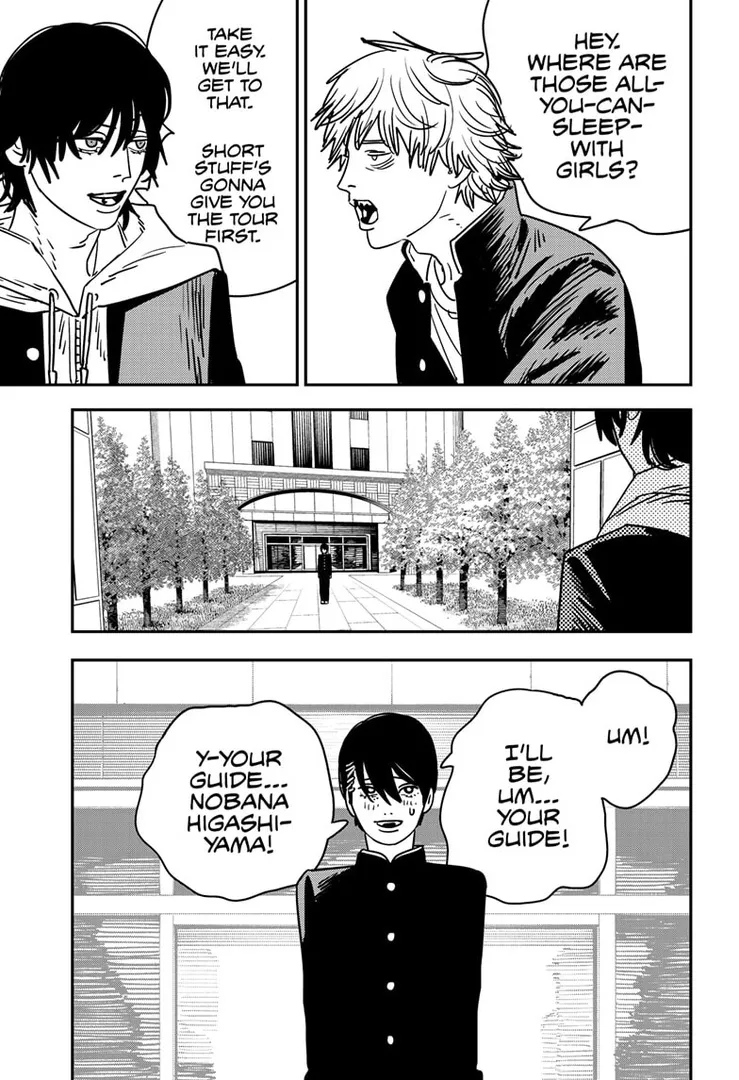 HEY.
WHERE ARE
THOSE ALL-
YOU-CAN-
SLEEP-
WITH
GIRLS?
TAKE
IT EASY.
WE'LL
GET TO
THAT.
SHORT
STUFF'S
GONNA
GIVE YOU
THE TOUR
FIRST.
UM!
I'LL
BE,
UM...
YOUR
GUIDE!
Y-YOUR
GUIDE...
NOBANA
HIGASHI-
YAMA!